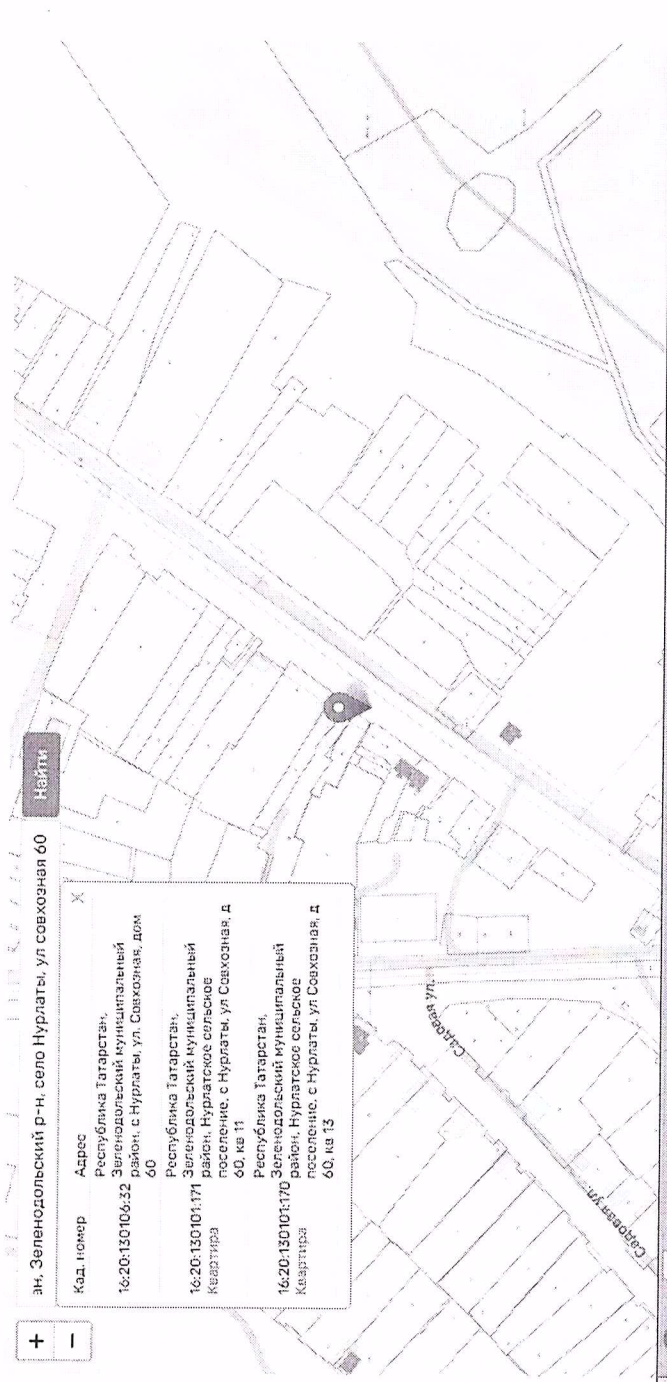 +
−
ан, Зеленодольский р-н, село Нурлаты, ул совхозная 60
Найти
Кад. номер Адрес
Республика Татарстан,
16:20:130106:32 Зеленодольский муниципальный
район, с Нурлаты, ул. Совхозная, дом
60
Республика Татарстан,
16:20:130101:171 Зеленодольский муниципальный
Квартира район, Нурлатское сельское
поселение, с Нурлаты, ул Совхозная, д
60, кв 11
Республика Татарстан,
16:20:130101:170 Зеленодольский муниципальный
Квартира район, Нурлатское сельское
поселение, с Нурлаты, ул Совхозная, д
60, кв 13
Садовая ул.
Садовая ул.